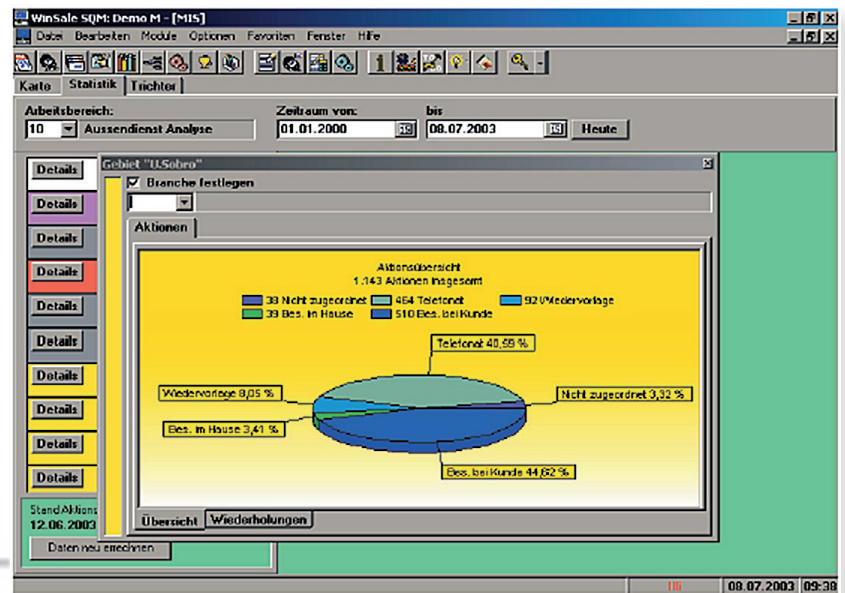 WinSale SQM: Demo M - [MIS]
Datei Bearbeiten Module Optionen Favoriten Fenster Hilfe
Karte Statistik Trichter
Arbeitsbereich: Zeitraum von: bis
10 Aussendienst Analyse 01.01.2000 08.07.2003 Heute
Gebiet "U.Sobro"
Details
Branche festlegen
Details
Aktionen
Details
Details
Details
Details
Details
Details
Details
Details
Aktionsübersicht
1.143 Aktionen insgesamt
38 Nicht zugeordnet 464 Telefonat 92 Wiedervorlage
39 Bes. im Hause 510 Bes. bei Kunde
Telefonat 40,59 %
Wiedervorlage 8,05 % Nicht zugeordnet 3,32 %
Bes. im Hause 3,41 %
Bes. bei Kunde 44,62 %
Übersicht Wiederholungen
Stand Aktions
12.06.2003
Daten neu errechnen
08.07.2003 09:38